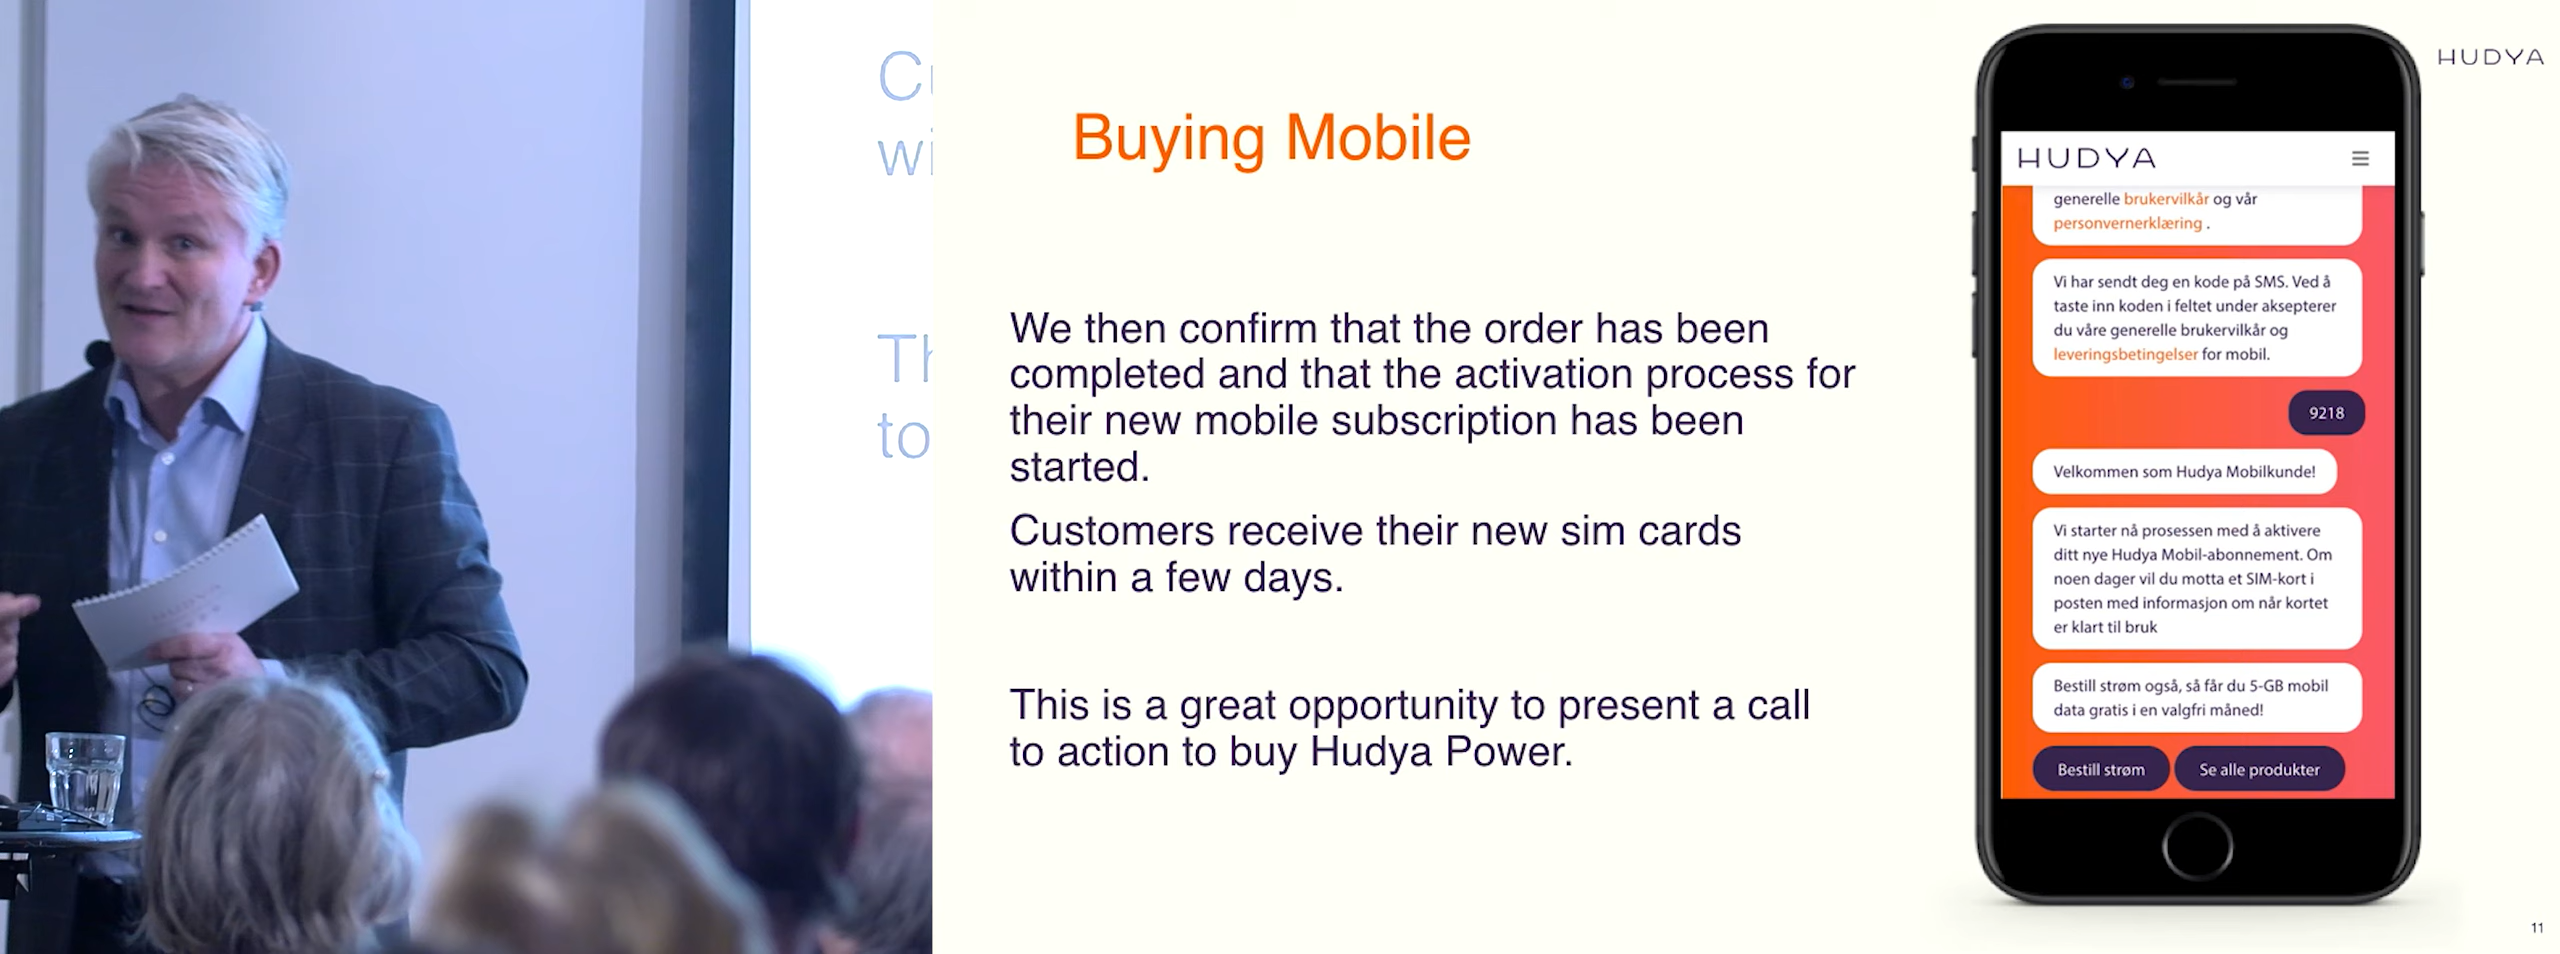 Buying Mobile
We then confirm that the order has been
completed and that the activation process for
their new mobile subscription has been
started.
Customers receive their new sim cards
within a few days.
This is a great opportunity to present a call
to action to buy Hudya Power.
HUDYA
HUDYA
generelle brukervilkår og vår
personvernerklæring .
Vi har sendt deg en kode på SMS. Ved å
taste inn koden i feltet under aksepterer
du våre generelle brukervilkår og
leveringsbetingelser for mobil.
9218
Velkommen som Hudya Mobilkunde!
Vi starter nå prosessen med å aktivere
ditt nye Hudya Mobil-abonnement. Om
noen dager vil du motta et SIM-kort i
posten med informasjon om når kortet
er klart til bruk
Bestill strøm også, så får du 5-GB mobil
data gratis i en valgfri måned!
Bestill strøm
Se alle produkter
11